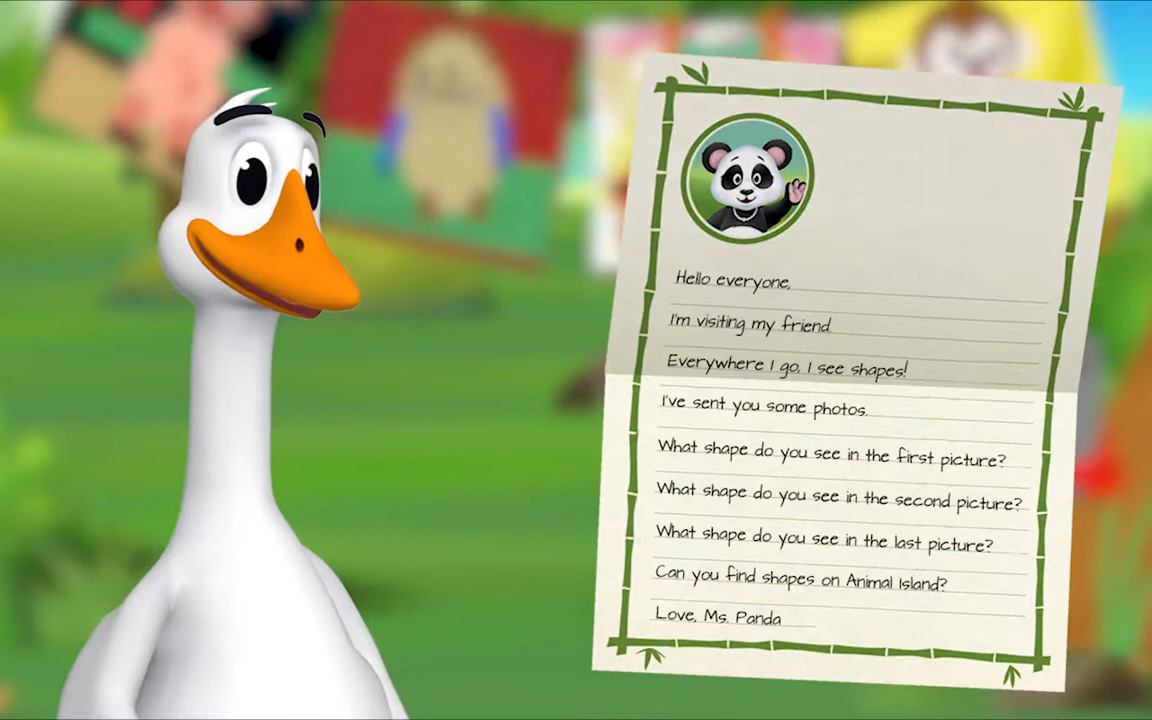 Hello everyone,
I'm visiting my friend.
Everywhere I go, I see shapes!
I've sent you some photos.
What shape do you see in the first picture?
What shape do you see in the second picture?
What shape do you see in the last picture?
Can you find shapes on Animal Island?
Love, Ms. Panda